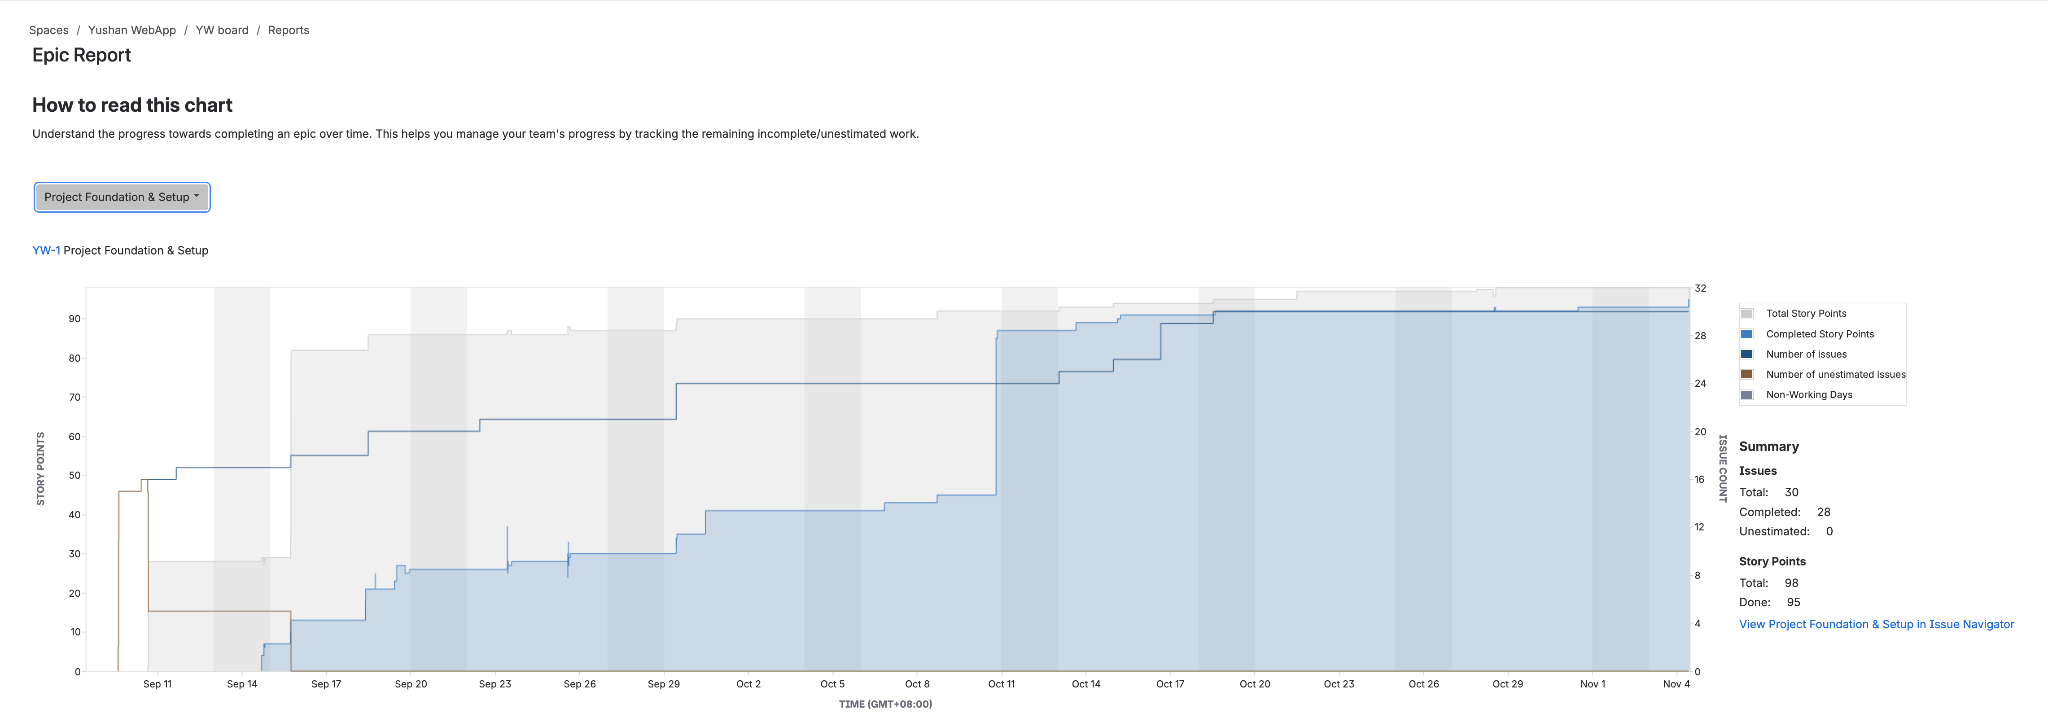 Spaces / Yushan WebApp / YW board / Reports
Epic Report
How to read this chart
Understand the progress towards completing an epic over time. This helps you manage your team's progress by tracking the remaining incomplete/unestimated work.
Project Foundation & Setup
YW-1 Project Foundation & Setup
STORY POINTS
90
80
70
60
50
40
30
20
10
0
Sep 11 Sep 14 Sep 17 Sep 20 Sep 23 Sep 26 Sep 29 Oct 2 Oct 5 Oct 8 Oct 11 Oct 14 Oct 17 Oct 20 Oct 23 Oct 26 Oct 29 Nov 1 Nov 4
TIME (GMT+08:00)
32
28
24
20
16
12
8
4
0
ISSUE COUNT
Total Story Points
Completed Story Points
Number of issues
Number of unestimated issues
Non-Working Days
Summary
Issues
Total: 30
Completed: 28
Unestimated: 0
Story Points
Total: 98
Done: 95
View Project Foundation & Setup in Issue Navigator